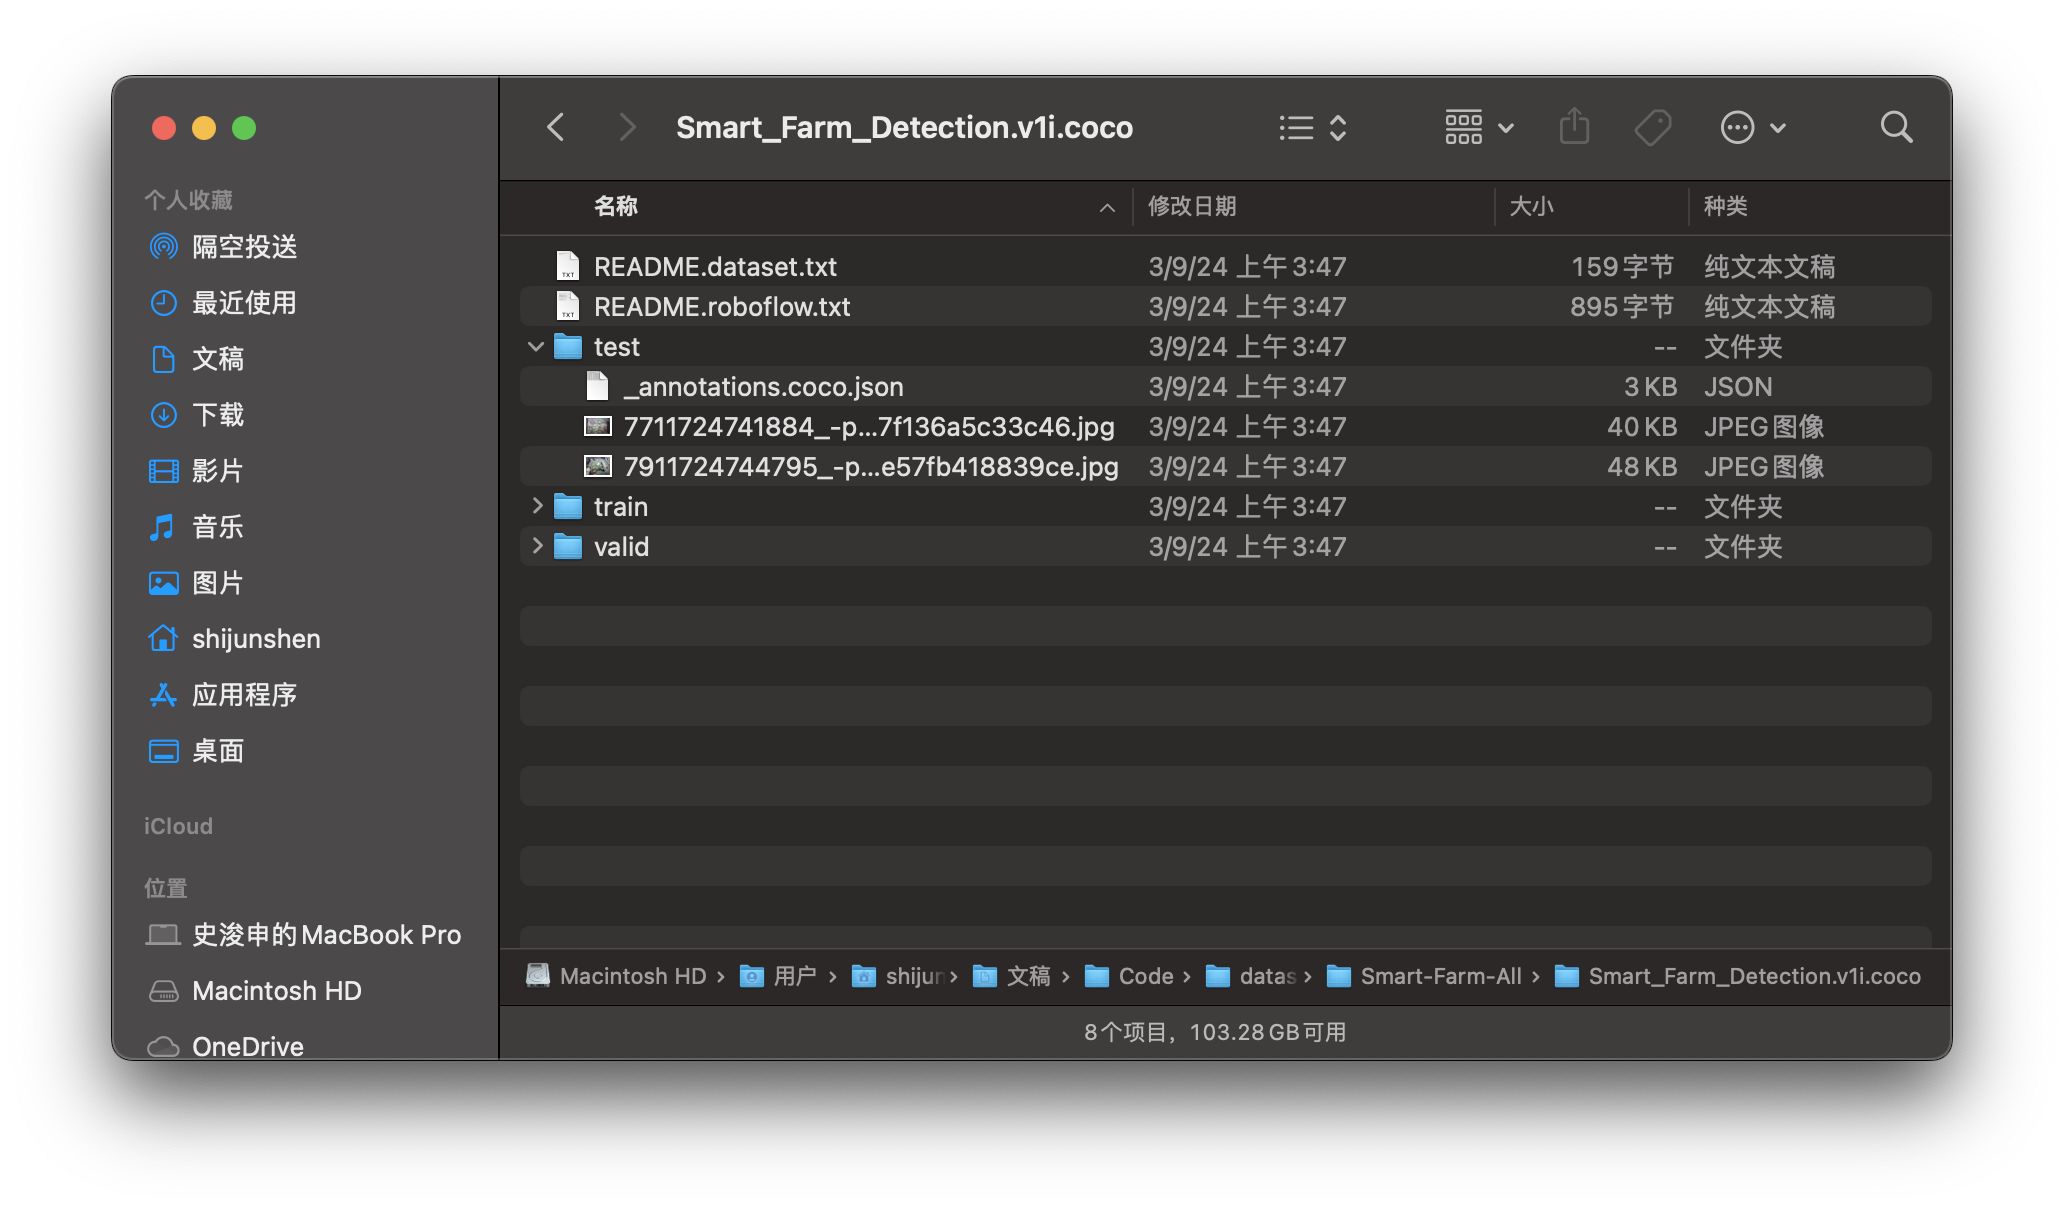 Smart_Farm_Detection.v1i.coco
个人收藏
隔空投送
最近使用
文稿
下载
影片
音乐
图片
shijunshen
应用程序
桌面
iCloud
位置
史浚申的MacBook Pro
Macintosh HD
OneDrive
名称 修改日期 大小 种类
README.dataset.txt 3/9/24 上午3:47 159字节 纯文本文稿
README.roboflow.txt 3/9/24 上午3:47 895字节 纯文本文稿
test 3/9/24 上午3:47 -- 文件夹
_annotations.coco.json 3/9/24 上午3:47 3 KB JSON
7711724741884_-p...7f136a5c33c46.jpg 3/9/24 上午3:47 40 KB JPEG图像
7911724744795_-p...e57fb418839ce.jpg 3/9/24 上午3:47 48 KB JPEG图像
train 3/9/24 上午3:47 -- 文件夹
valid 3/9/24 上午3:47 -- 文件夹
Macintosh HD › 用户 › shijun › 文稿 › Code › datas › Smart-Farm-All › Smart_Farm_Detection.v1i.coco
8个项目，103.28 GB可用